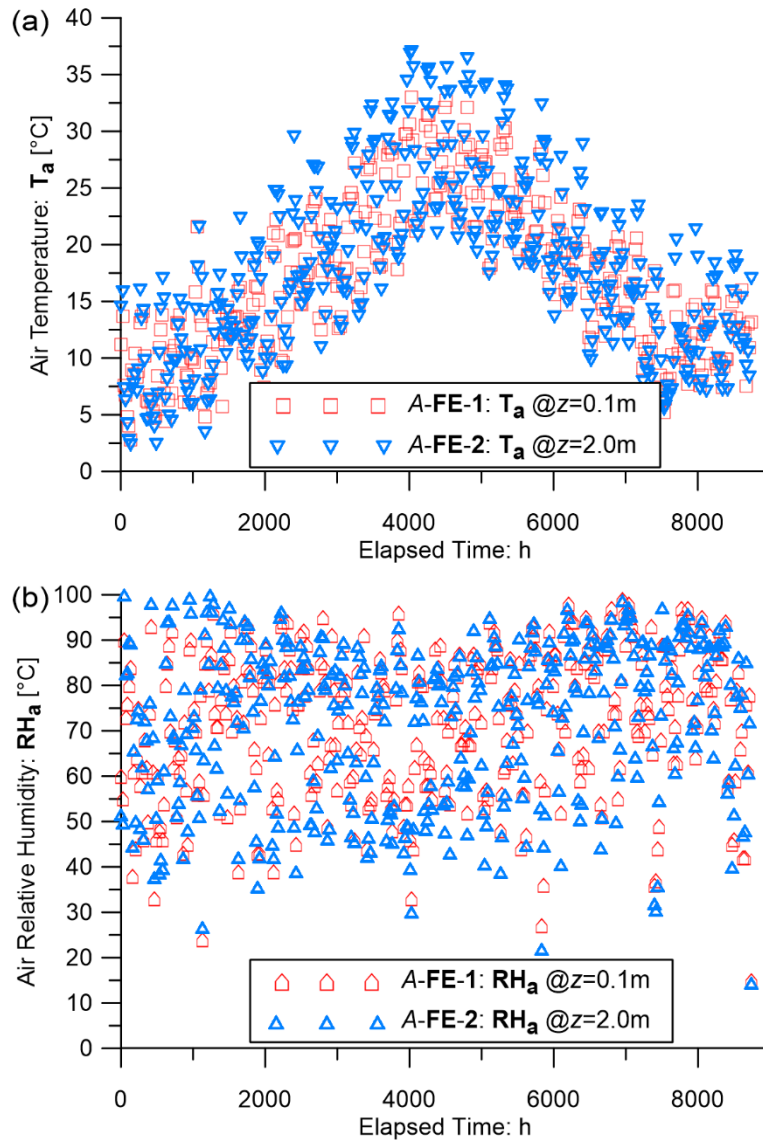 (a)
40
35
30
25
20
15
10
5
0
Air Temperature: Ta [°C]
A-FE-1: Ta @z=0.1m
A-FE-2: Ta @z=2.0m
0 2000 4000 6000 8000
Elapsed Time: h
(b)
100
90
80
70
60
50
40
30
20
10
0
Air Relative Humidity: RHa [°C]
A-FE-1: RHa @z=0.1m
A-FE-2: RHa @z=2.0m
0 2000 4000 6000 8000
Elapsed Time: h